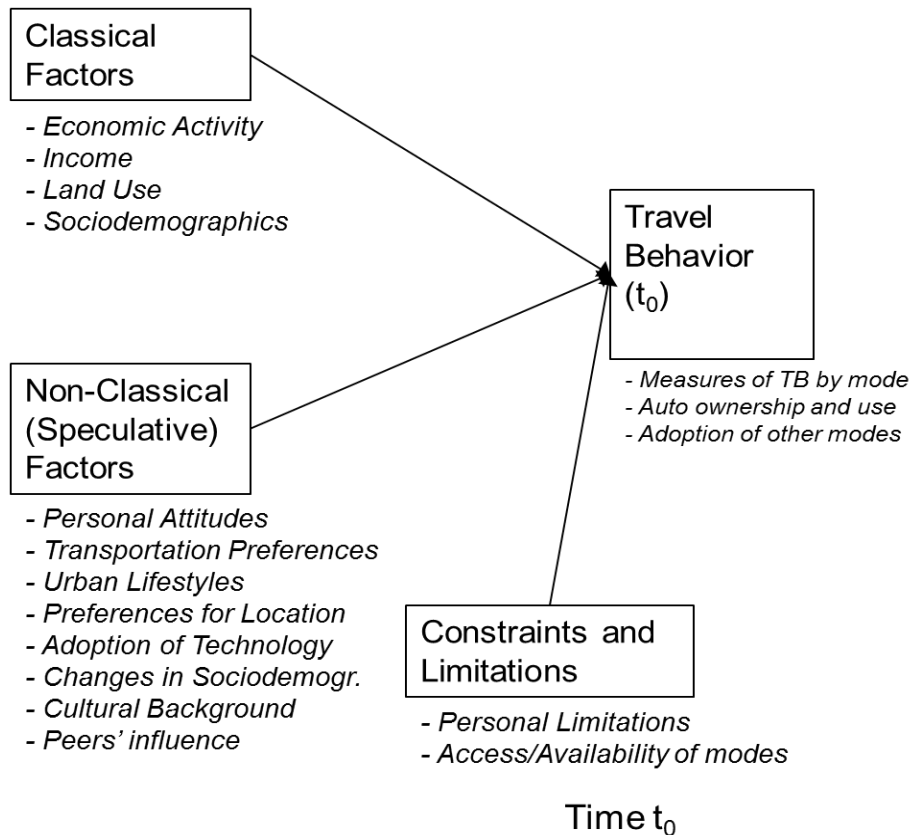 Classical
Factors
- Economic Activity
- Income
- Land Use
- Sociodemographics
Travel
Behavior
(t₀)
- Measures of TB by mode
- Auto ownership and use
- Adoption of other modes
Non-Classical
(Speculative)
Factors
- Personal Attitudes
- Transportation Preferences
- Urban Lifestyles
- Preferences for Location
- Adoption of Technology
- Changes in Sociodemogr.
- Cultural Background
- Peers’ influence
Constraints and
Limitations
- Personal Limitations
- Access/Availability of modes
Time t₀